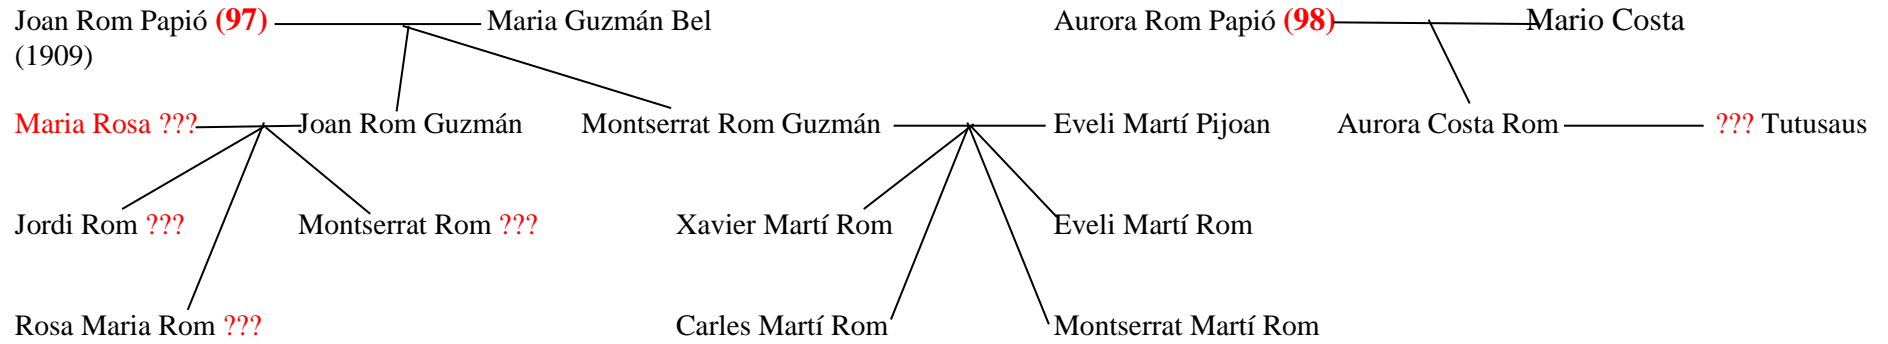 Joan Rom Papió (97) Maria Guzmán Bel Aurora Rom Papió (98) Mario Costa
(1909)
Maria Rosa ??? Joan Rom Guzmán Montserrat Rom Guzmán Eveli Martí Pijoan Aurora Costa Rom ??? Tutusaus
Jordi Rom ??? Montserrat Rom ??? Xavier Martí Rom Eveli Martí Rom
Rosa Maria Rom ??? Carles Martí Rom Montserrat Martí Rom